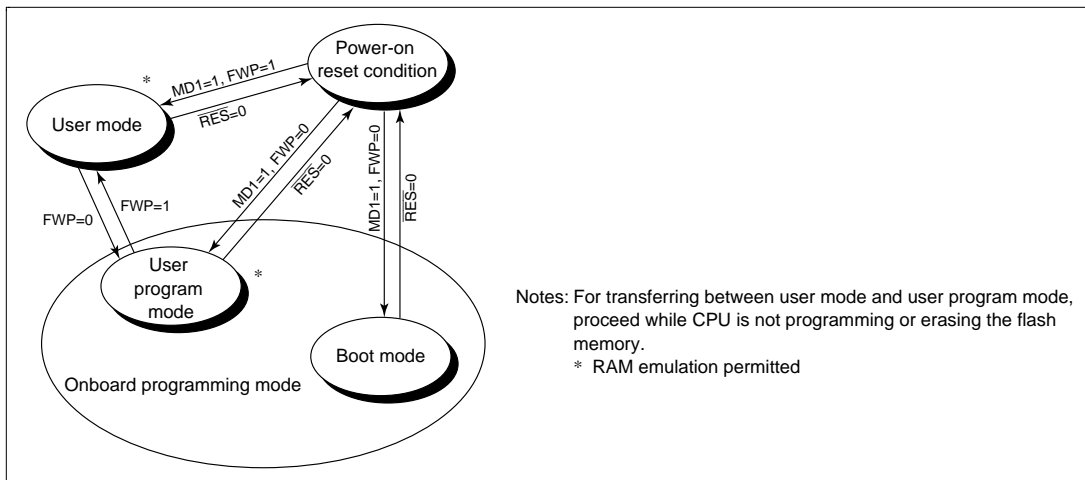 Power-on
reset condition
*
MD1=1, FWP=1
R̅E̅S̅=0
User mode
MD1=1, FWP=0
R̅E̅S̅=0
MD1=1, FWP=0
R̅E̅S̅=0
FWP=0
FWP=1
User
program
mode
*
Boot mode
Onboard programming mode
Notes: For transferring between user mode and user program mode,
proceed while CPU is not programming or erasing the flash
memory.
* RAM emulation permitted